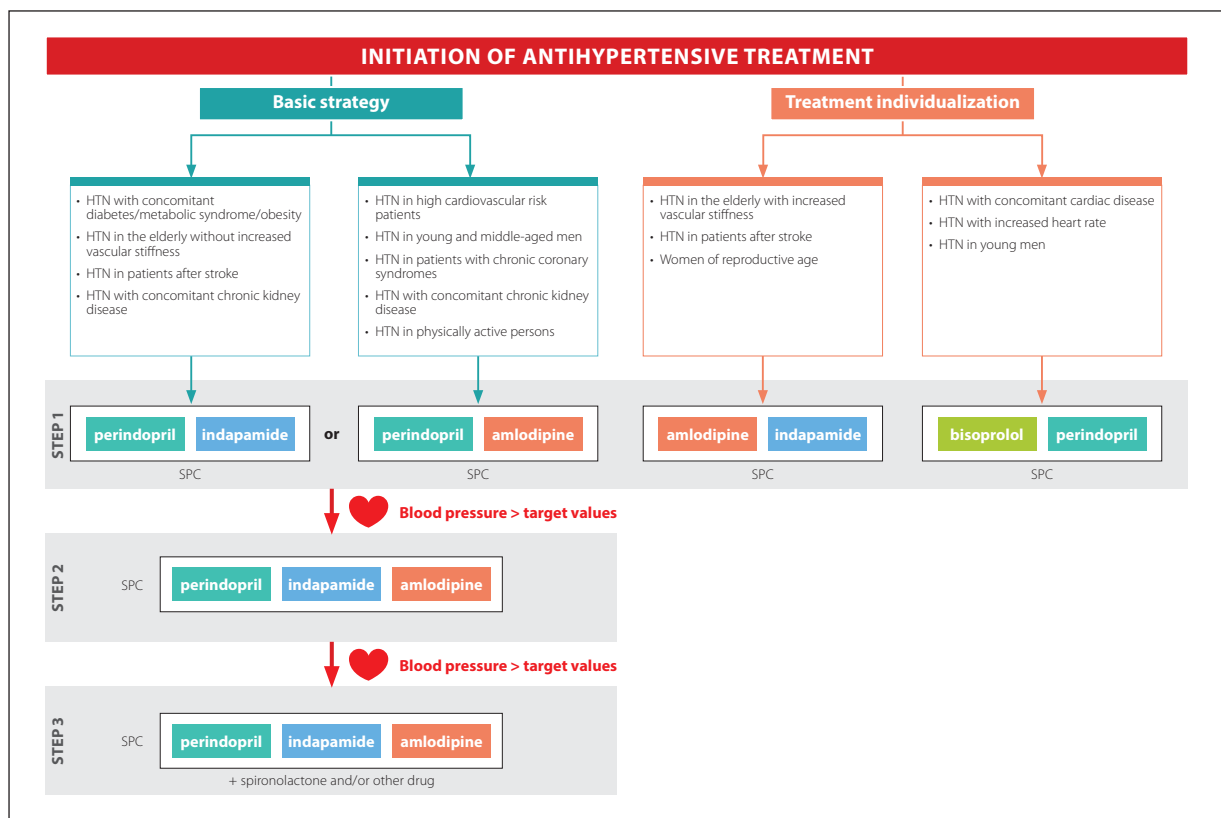 INITIATION OF ANTIHYPERTENSIVE TREATMENT
Basic strategy
Treatment individualization
• HTN with concomitant
diabetes/metabolic syndrome/obesity
• HTN in the elderly without increased
vascular stiffness
• HTN in patients after stroke
• HTN with concomitant chronic kidney
disease
• HTN in high cardiovascular risk
patients
• HTN in young and middle-aged men
• HTN in patients with chronic coronary
syndromes
• HTN with concomitant chronic kidney
disease
• HTN in physically active persons
• HTN in the elderly with increased
vascular stiffness
• HTN in patients after stroke
• Women of reproductive age
• HTN with concomitant cardiac disease
• HTN with increased heart rate
• HTN in young men
STEP 1
perindopril indapamide or perindopril amlodipine amlodipine indapamide bisoprolol perindopril
SPC SPC SPC SPC
Blood pressure > target values
STEP 2
SPC perindopril indapamide amlodipine
Blood pressure > target values
STEP 3
SPC perindopril indapamide amlodipine
+ spironolactone and/or other drug